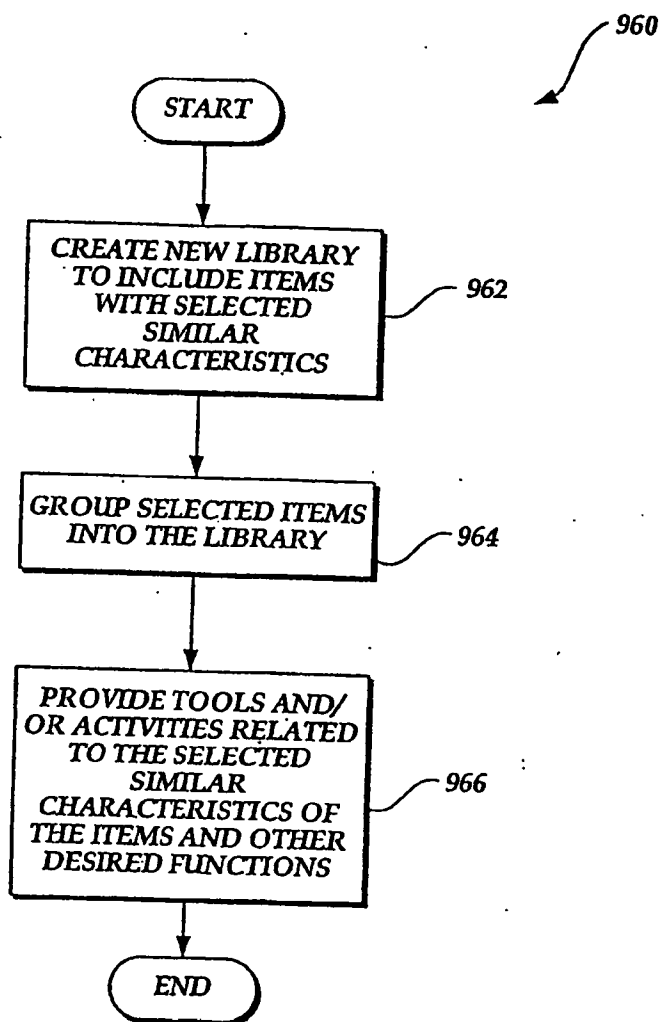 960
START
CREATE NEW LIBRARY
TO INCLUDE ITEMS
WITH SELECTED
SIMILAR
CHARACTERISTICS
962
GROUP SELECTED ITEMS
INTO THE LIBRARY
964
PROVIDE TOOLS AND/
OR ACTIVITIES RELATED
TO THE SELECTED
SIMILAR
CHARACTERISTICS OF
THE ITEMS AND OTHER
DESIRED FUNCTIONS
966
END